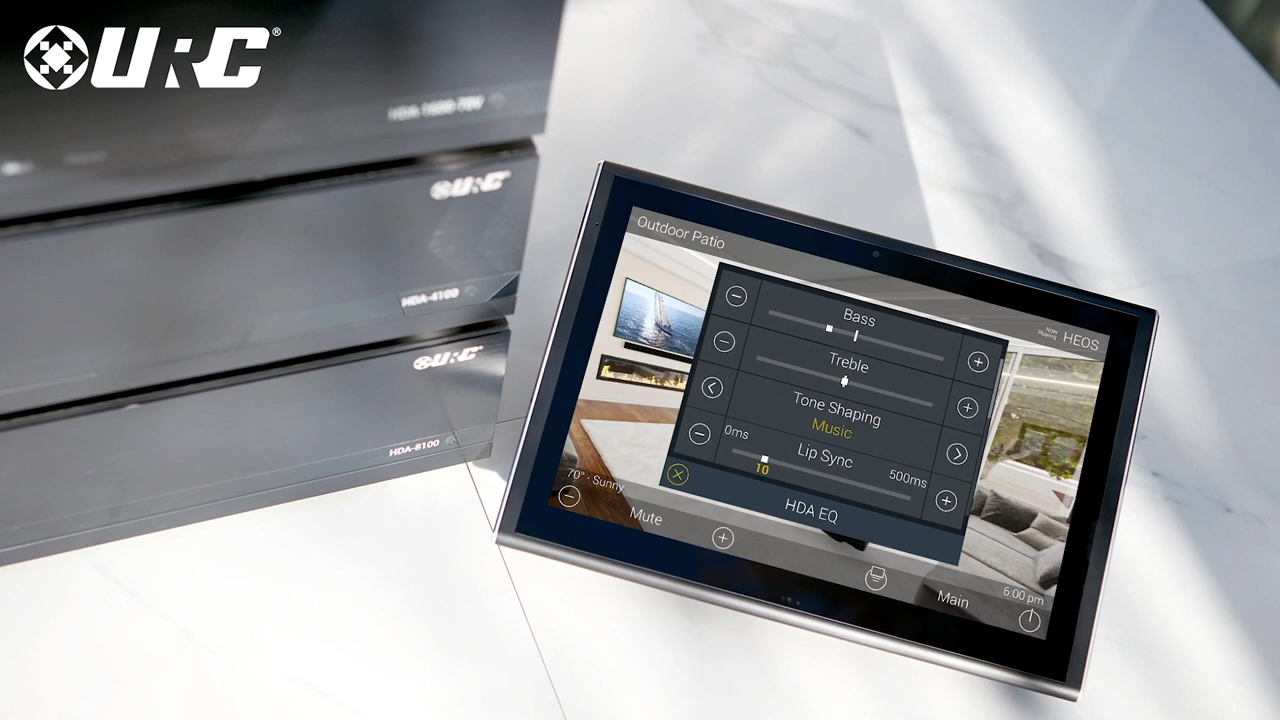 URC®
HDA-1600-70V
URC
HDA-4100
URC
HDA-8100
Outdoor Patio
Now
Playing
HEOS
Bass
Treble
Tone Shaping
Music
Lip Sync
0ms
500ms
10
HDA EQ
70° · Sunny
Mute
Main
6:00 pm